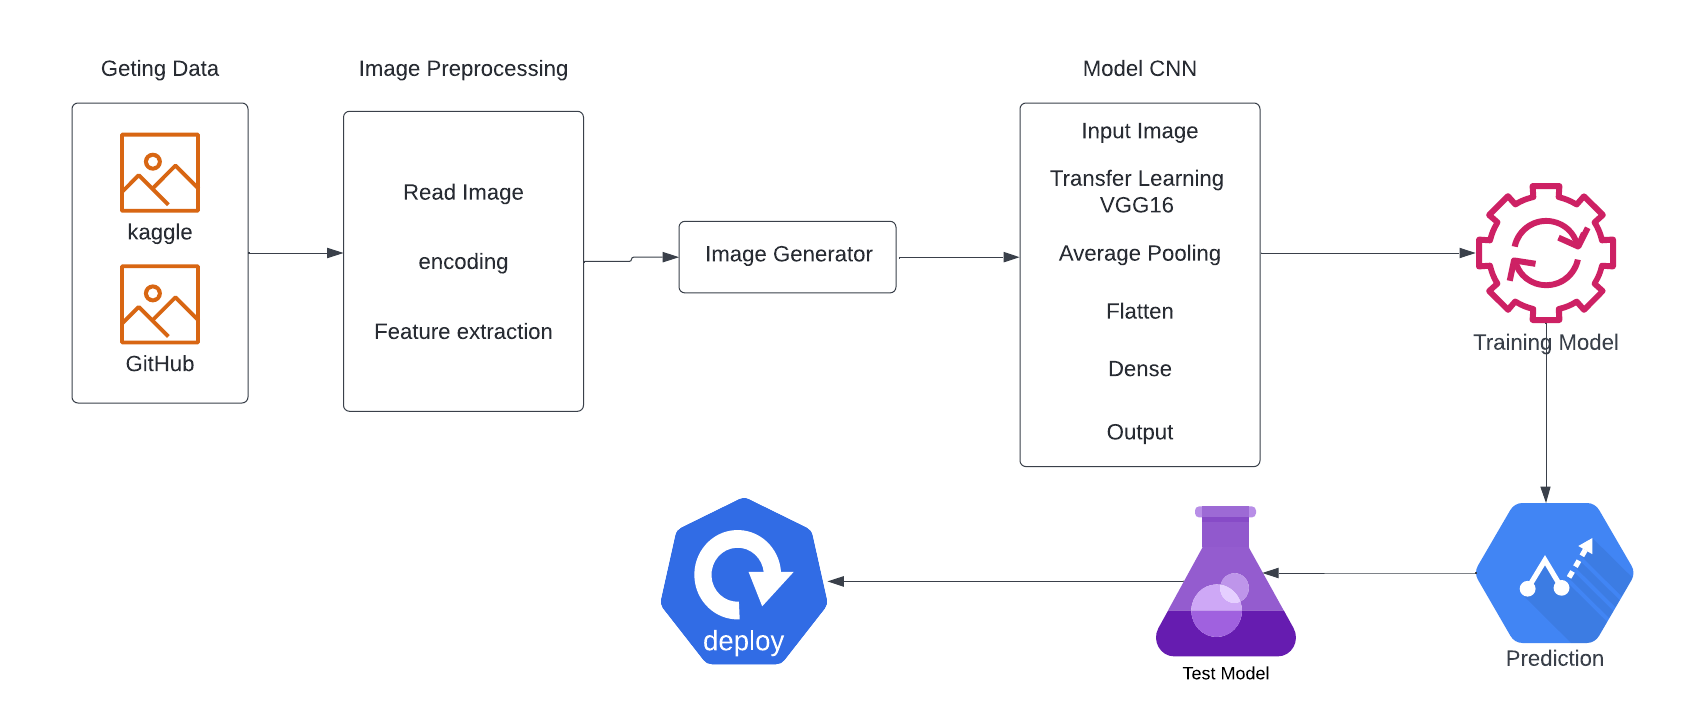 Geting Data
kaggle
GitHub
Image Preprocessing
Read Image
encoding
Feature extraction
Image Generator
Model CNN
Input Image
Transfer Learning
VGG16
Average Pooling
Flatten
Dense
Output
Training Model
Prediction
Test Model
deploy